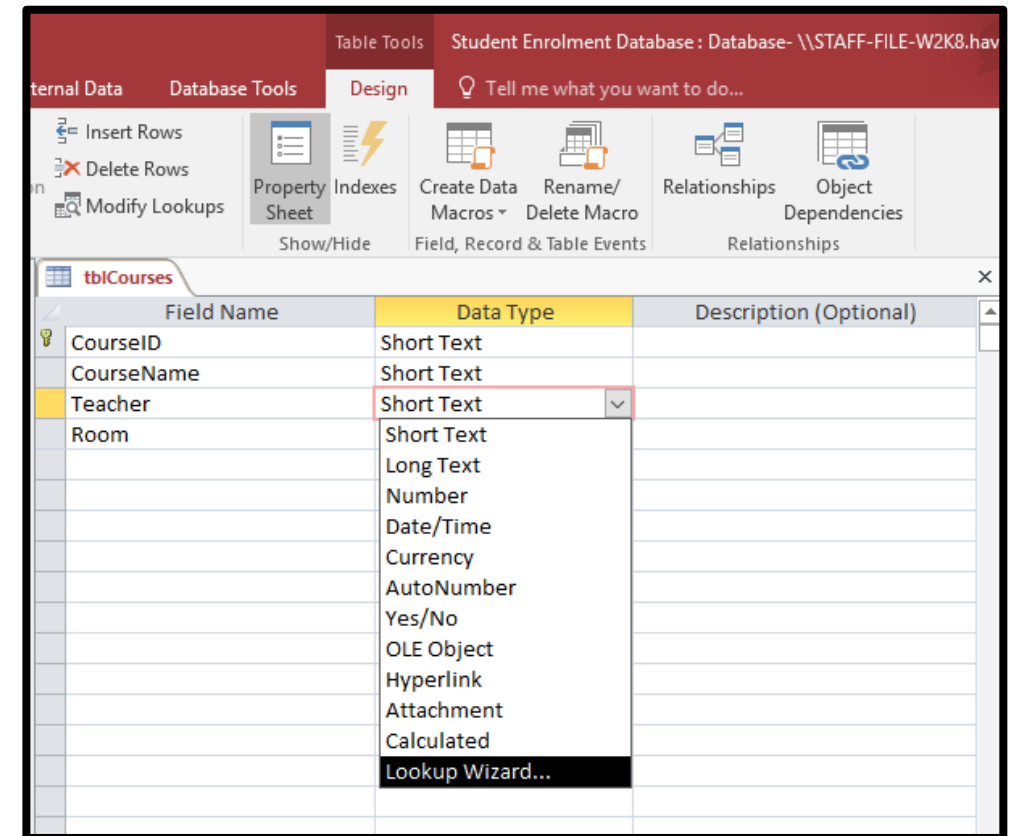 Table Tools Student Enrolment Database : Database- \\STAFF-FILE-W2K8.hav
ternal Data Database Tools Design Tell me what you want to do...
Insert Rows
Delete Rows
Modify Lookups
Property Sheet
Indexes
Create Data Macros
Rename/ Delete Macro
Relationships
Object Dependencies
Show/Hide Field, Record & Table Events Relationships
tblCourses
Field Name Data Type Description (Optional)
CourseID Short Text
CourseName Short Text
Teacher Short Text
Room Short Text
Long Text
Number
Date/Time
Currency
AutoNumber
Yes/No
OLE Object
Hyperlink
Attachment
Calculated
Lookup Wizard...